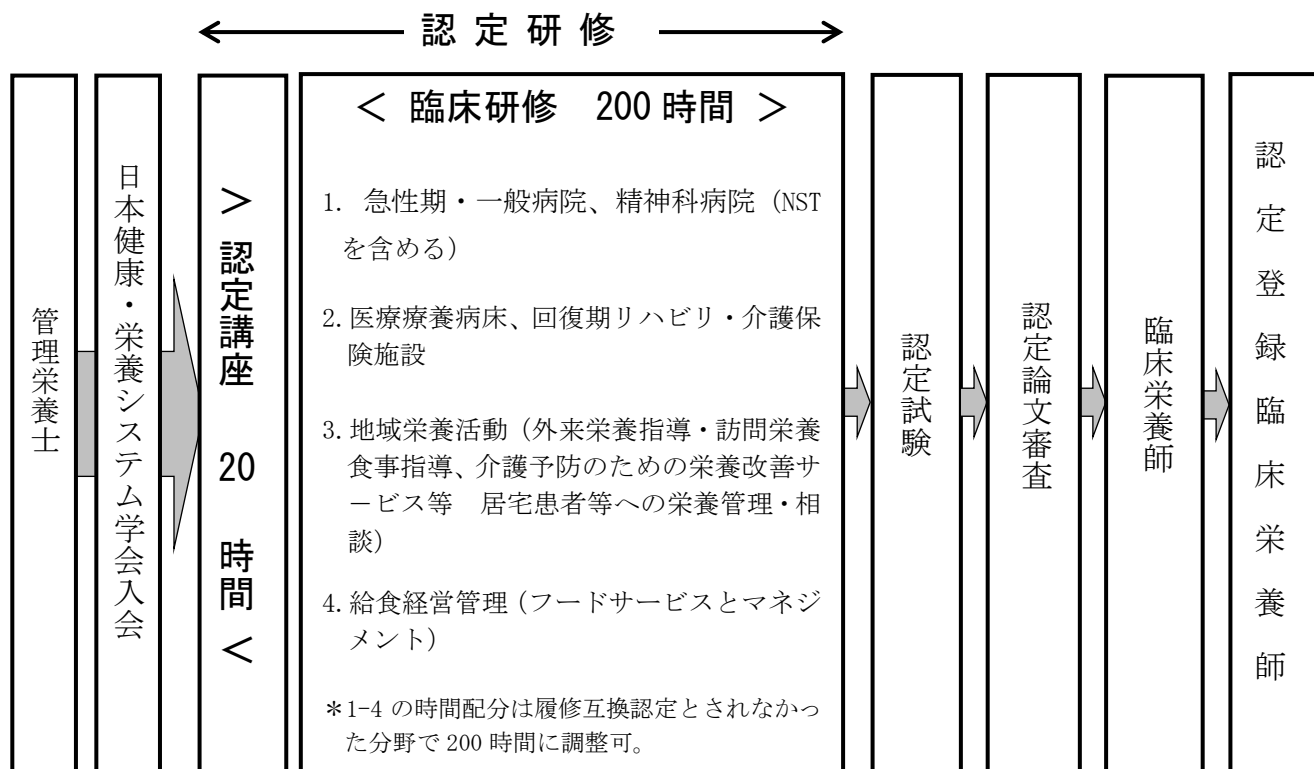 認定研修
管理栄養士
日本健康・栄養システム学会入会
＞認定講座 20 時間＜
＜ 臨床研修 200 時間 ＞
1. 急性期・一般病院、精神科病院（NST
を含める）
2. 医療療養病床、回復期リハビリ・介護保
険施設
3. 地域栄養活動（外来栄養指導・訪問栄養
食事指導、介護予防のための栄養改善サ
－ビス等　居宅患者等への栄養管理・相
談）
4. 給食経営管理（フードサービスとマネジ
メント）
＊1-4 の時間配分は履修互換認定とされなかっ
た分野で 200 時間に調整可。
認定試験
認定論文審査
臨床栄養師
認定登録臨床栄養師